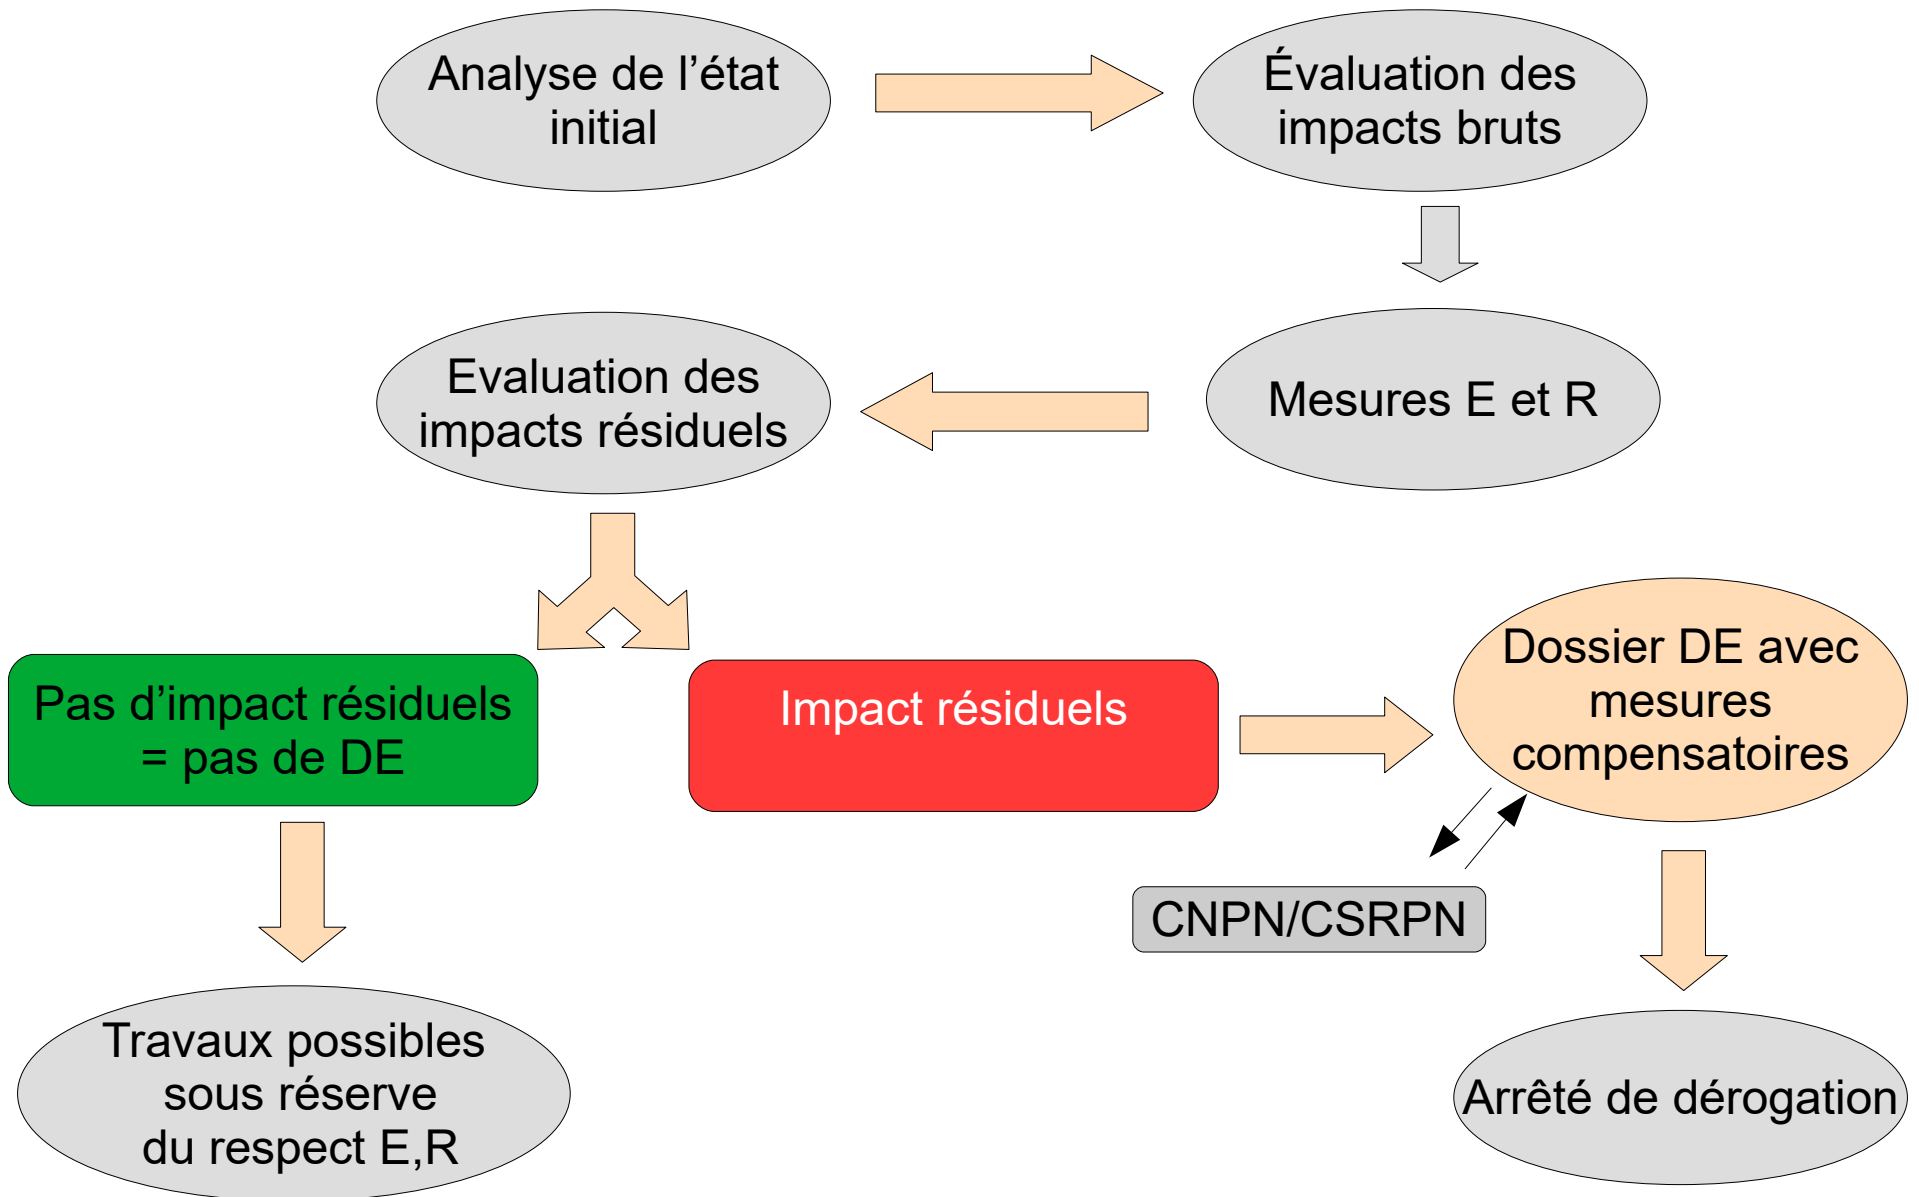 Analyse de l’état
initial
Évaluation des
impacts bruts
Evaluation des
impacts résiduels
Mesures E et R
Pas d’impact résiduels
= pas de DE
Impact résiduels
Dossier DE avec
mesures
compensatoires
CNPN/CSRPN
Travaux possibles
sous réserve
du respect E,R
Arrêté de dérogation